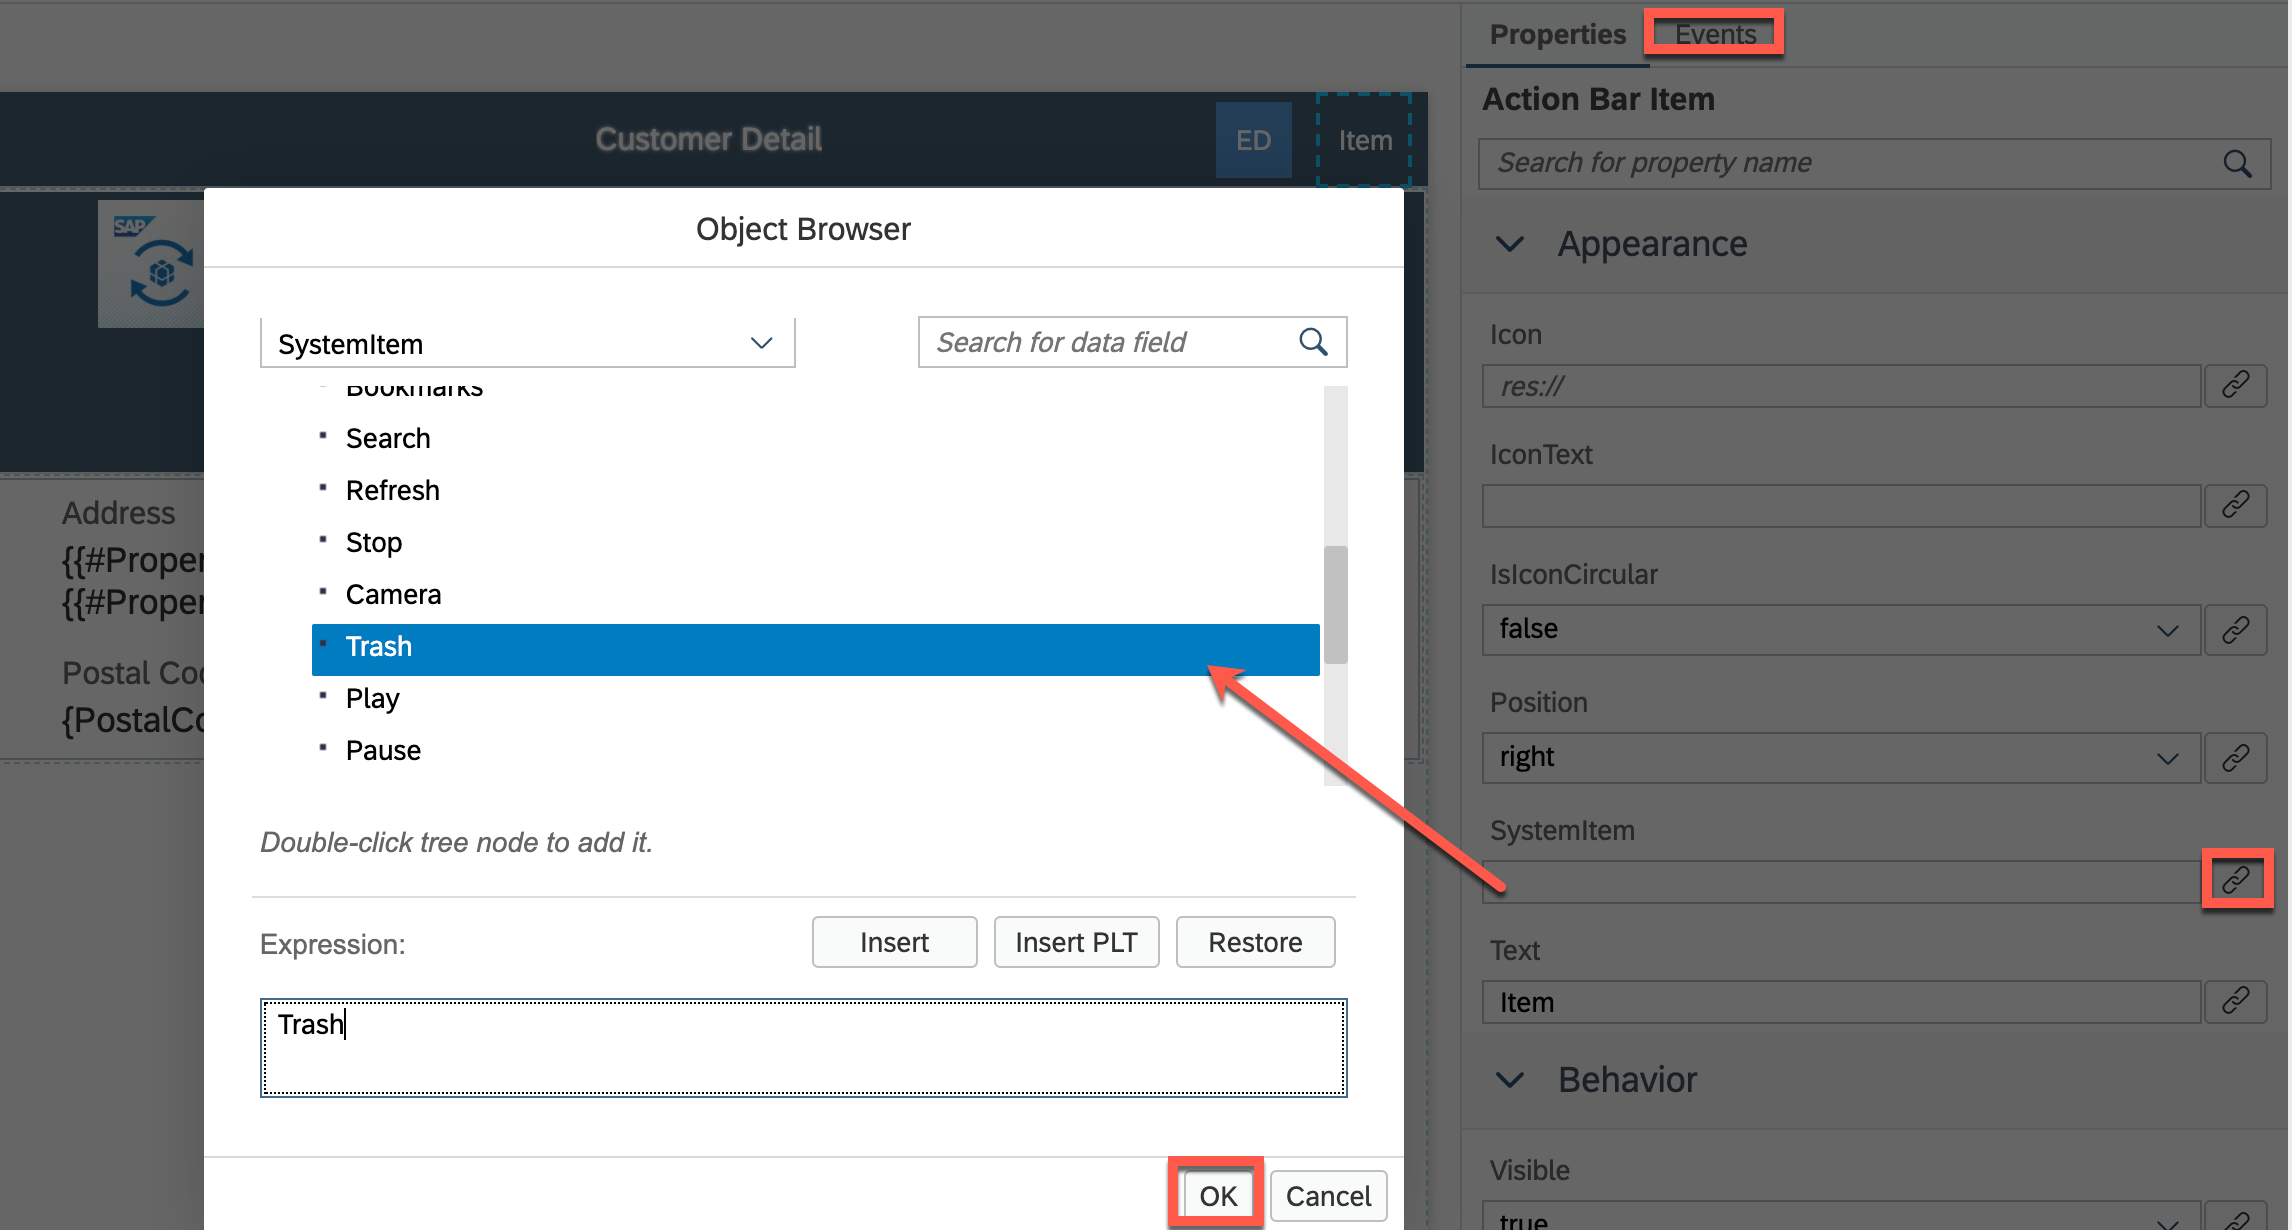 Properties
Events
Action Bar Item
Search for property name
Appearance
Icon
res://
IconText
IsIconCircular
false
Position
right
SystemItem
Text
Item
Behavior
Visible
true
Customer Detail
ED
Item
SAP
Address
{{#Proper
{{#Proper
Postal Co
{PostalCo
Object Browser
SystemItem
Search for data field
Bookmarks
Search
Refresh
Stop
Camera
Trash
Play
Pause
Double-click tree node to add it.
Expression:
Insert
Insert PLT
Restore
Trash
OK
Cancel